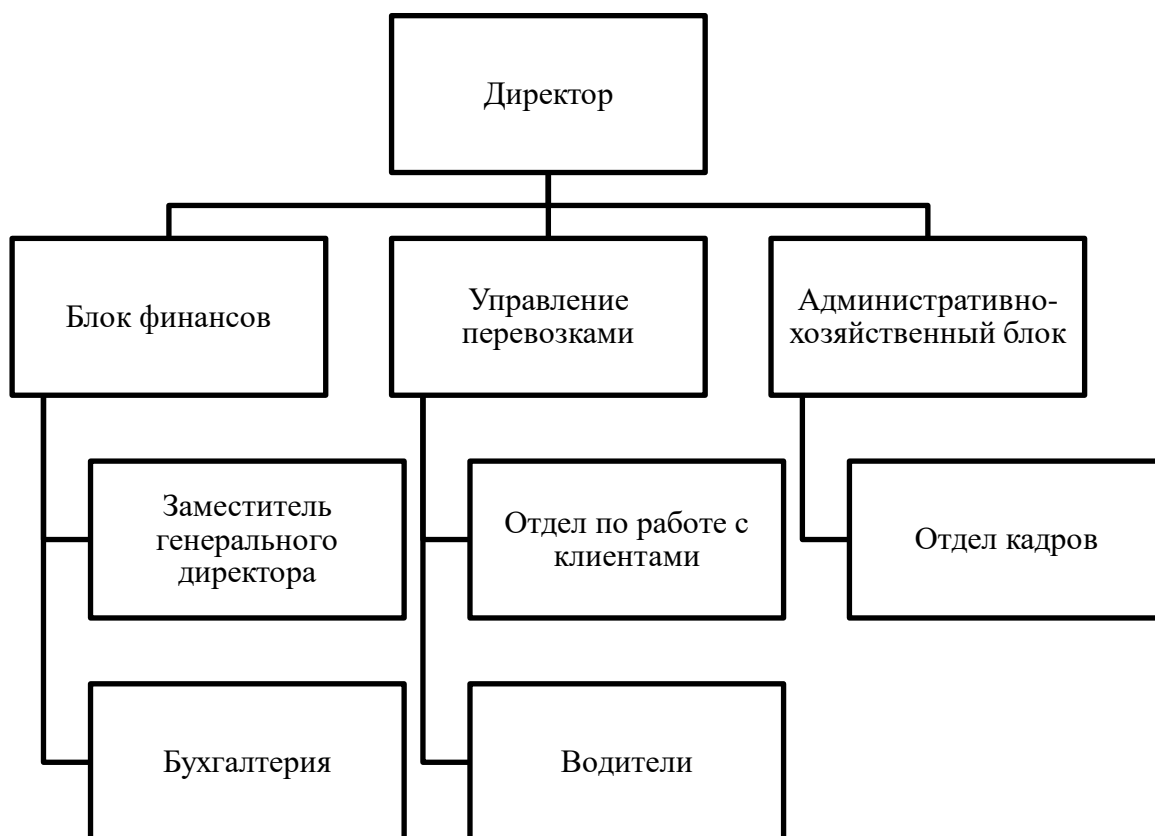 Директор
Блок финансов
Управление
перевозками
Административно-
хозяйственный блок
Заместитель
генерального
директора
Отдел по работе с
клиентами
Отдел кадров
Бухгалтерия
Водители